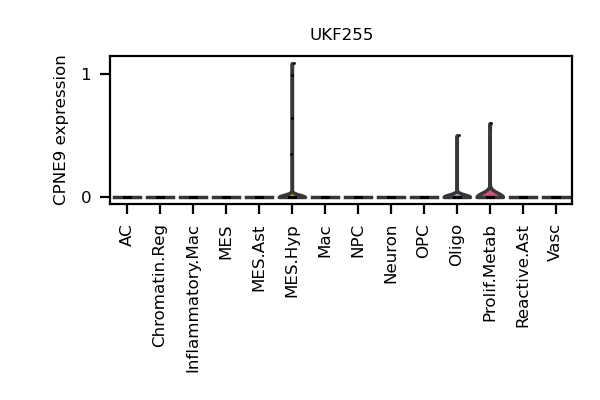 UKF255
CPNE9 expression
1
0
AC
Chromatin.Reg
Inflammatory.Mac
MES
MES.Ast
MES.Hyp
Mac
NPC
Neuron
OPC
Oligo
Prolif.Metab
Reactive.Ast
Vasc